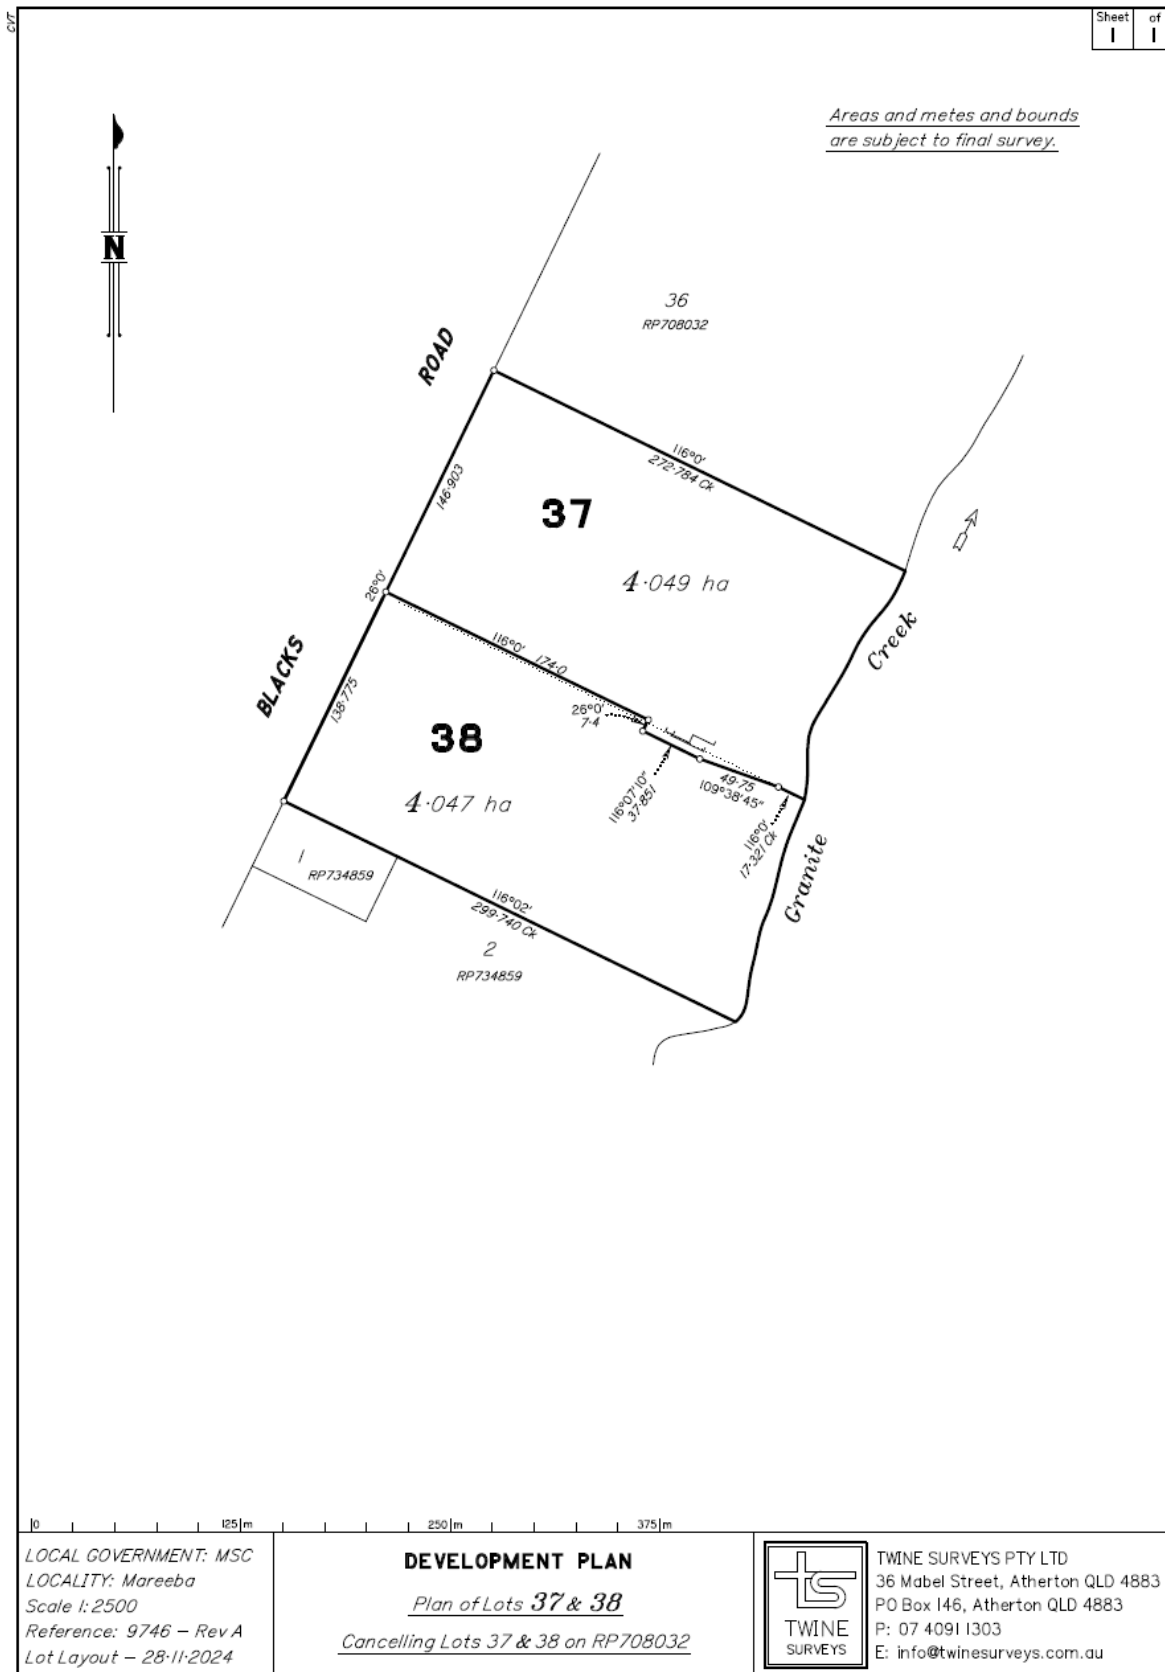 CVT
Sheet of
1 1
Areas and metes and bounds
are subject to final survey.
N
36
RP708032
ROAD
116°0'
272·784 Ck
146·903
37
4·049 ha
26°0'
Creek
BLACKS
116°0' 174·0
138·775
26°0'
7·4
38
49·75
109°38'45"
116°07'10"
37·851
4·047 ha
116°0'
17·321 Ck
Granite
1
RP734859
116°02'
299·740 Ck
2
RP734859
0 125 m 250 m 375 m
LOCAL GOVERNMENT: MSC
LOCALITY: Mareeba
Scale 1:2500
Reference: 9746 – Rev A
Lot Layout – 28·11·2024
DEVELOPMENT PLAN
Plan of Lots 37 & 38
Cancelling Lots 37 & 38 on RP708032
ts
TWINE
SURVEYS
TWINE SURVEYS PTY LTD
36 Mabel Street, Atherton QLD 4883
PO Box 146, Atherton QLD 4883
P: 07 4091 1303
E: info@twinesurveys.com.au